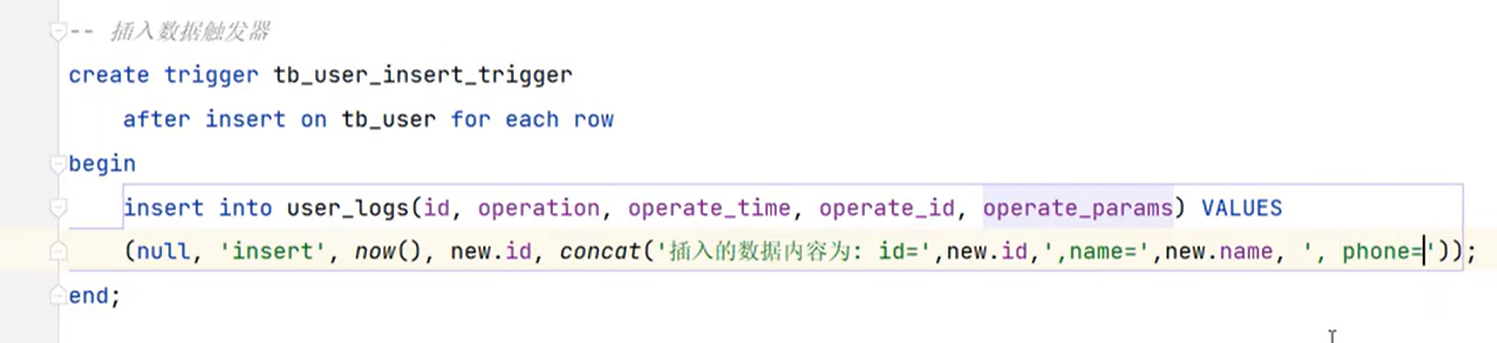 -- 插入数据触发器
create trigger tb_user_insert_trigger
after insert on tb_user for each row
begin
insert into user_logs(id, operation, operate_time, operate_id, operate_params) VALUES
(null, 'insert', now(), new.id, concat('插入的数据内容为: id=',new.id,',name=',new.name, ', phone='));
end;